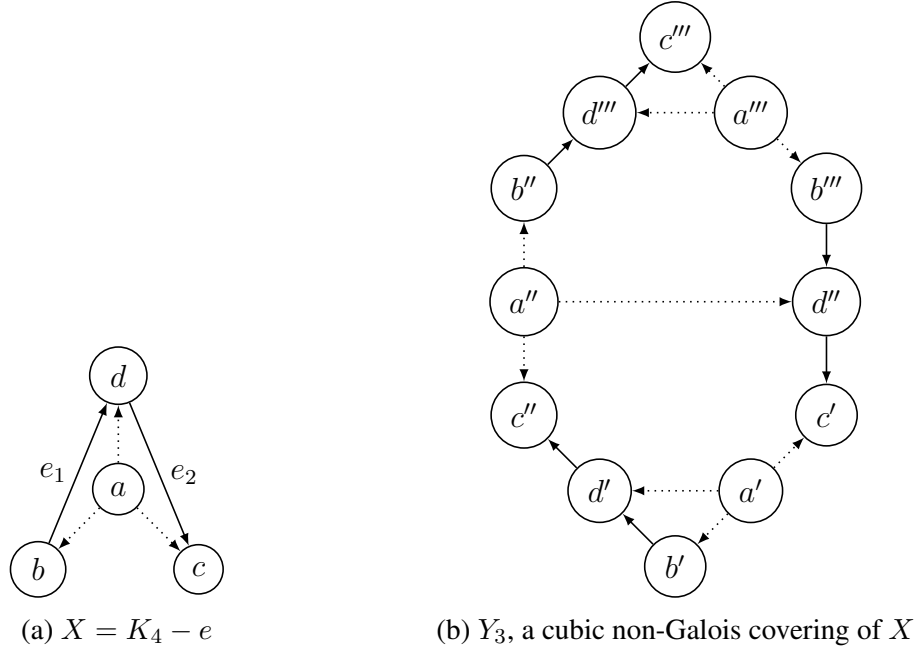 c′′′
d′′′
a′′′
b′′
b′′′
a′′
d′′
d
e₁
a
e₂
c′′
c′
d′
a′
b
c
b′
(a) X = K₄ − e
(b) Y₃, a cubic non-Galois covering of X